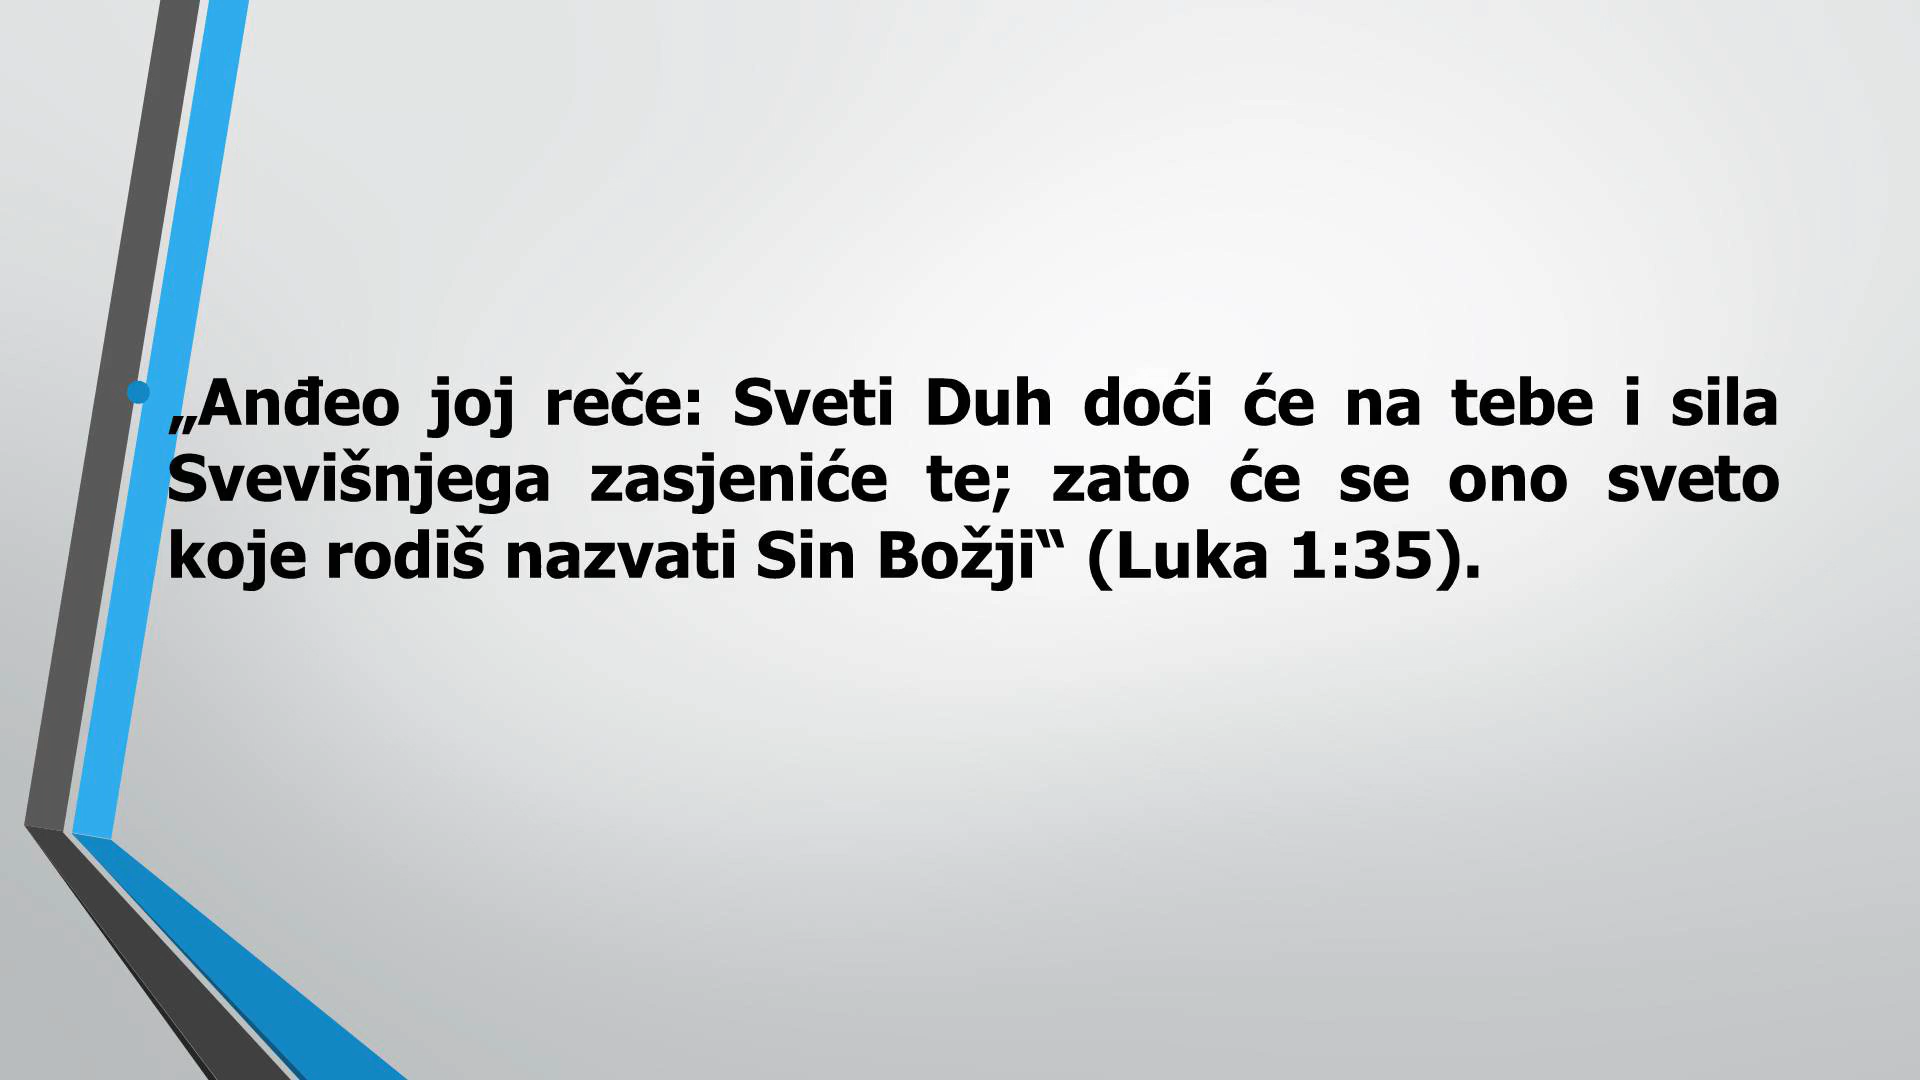 „Anđeo joj reče: Sveti Duh doći će na tebe i sila
Svevišnjega zasjeniće te; zato će se ono sveto
koje rodiš nazvati Sin Božji‟ (Luka 1:35).